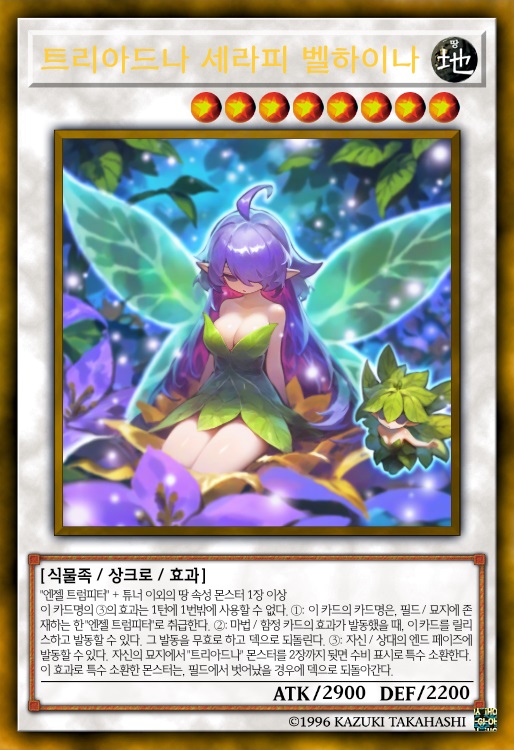 트리아드나 세라피 벨하이나
땅
地
[식물족 / 싱크로 / 효과]
"엔젤 트럼피터" + 튜너 이외의 땅 속성 몬스터 1장 이상
이 카드명의 ③의 효과는 1턴에 1번밖에 사용할 수 없다. ①: 이 카드의 카드명은, 필드 / 묘지에 존
재하는 한 "엔젤 트럼피터"로 취급한다. ②: 마법 / 함정 카드의 효과가 발동했을 때, 이 카드를 릴리
스하고 발동할 수 있다. 그 발동을 무효로 하고 덱으로 되돌린다. ③: 자신 / 상대의 엔드 페이즈에
발동할 수 있다. 자신의 묘지에서 "트리아드나" 몬스터를 2장까지 뒷면 수비 표시로 특수 소환한다.
이 효과로 특수 소환한 몬스터는, 필드에서 벗어났을 경우에 덱으로 되돌아간다.
ATK/2900 DEF/2200
©1996 KAZUKI TAKAHASHI